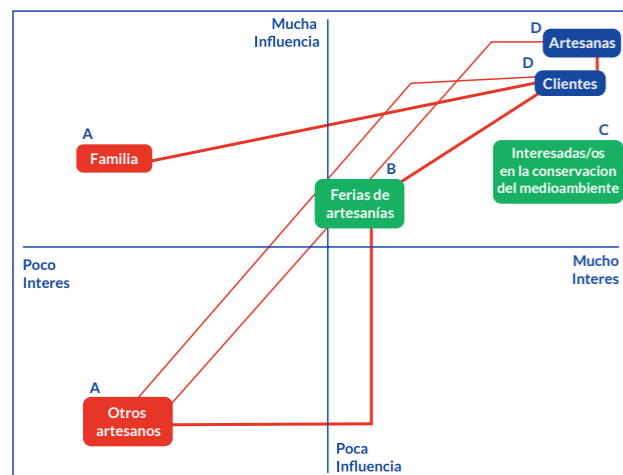 Mucha
Influencia
D
Artesanas
D
Clientes
A
Familia
C
Interesadas/os
en la conservacion
del medioambiente
B
Ferias de
artesanías
Poco
Interes
Mucho
Interes
A
Otros
artesanos
Poca
Influencia